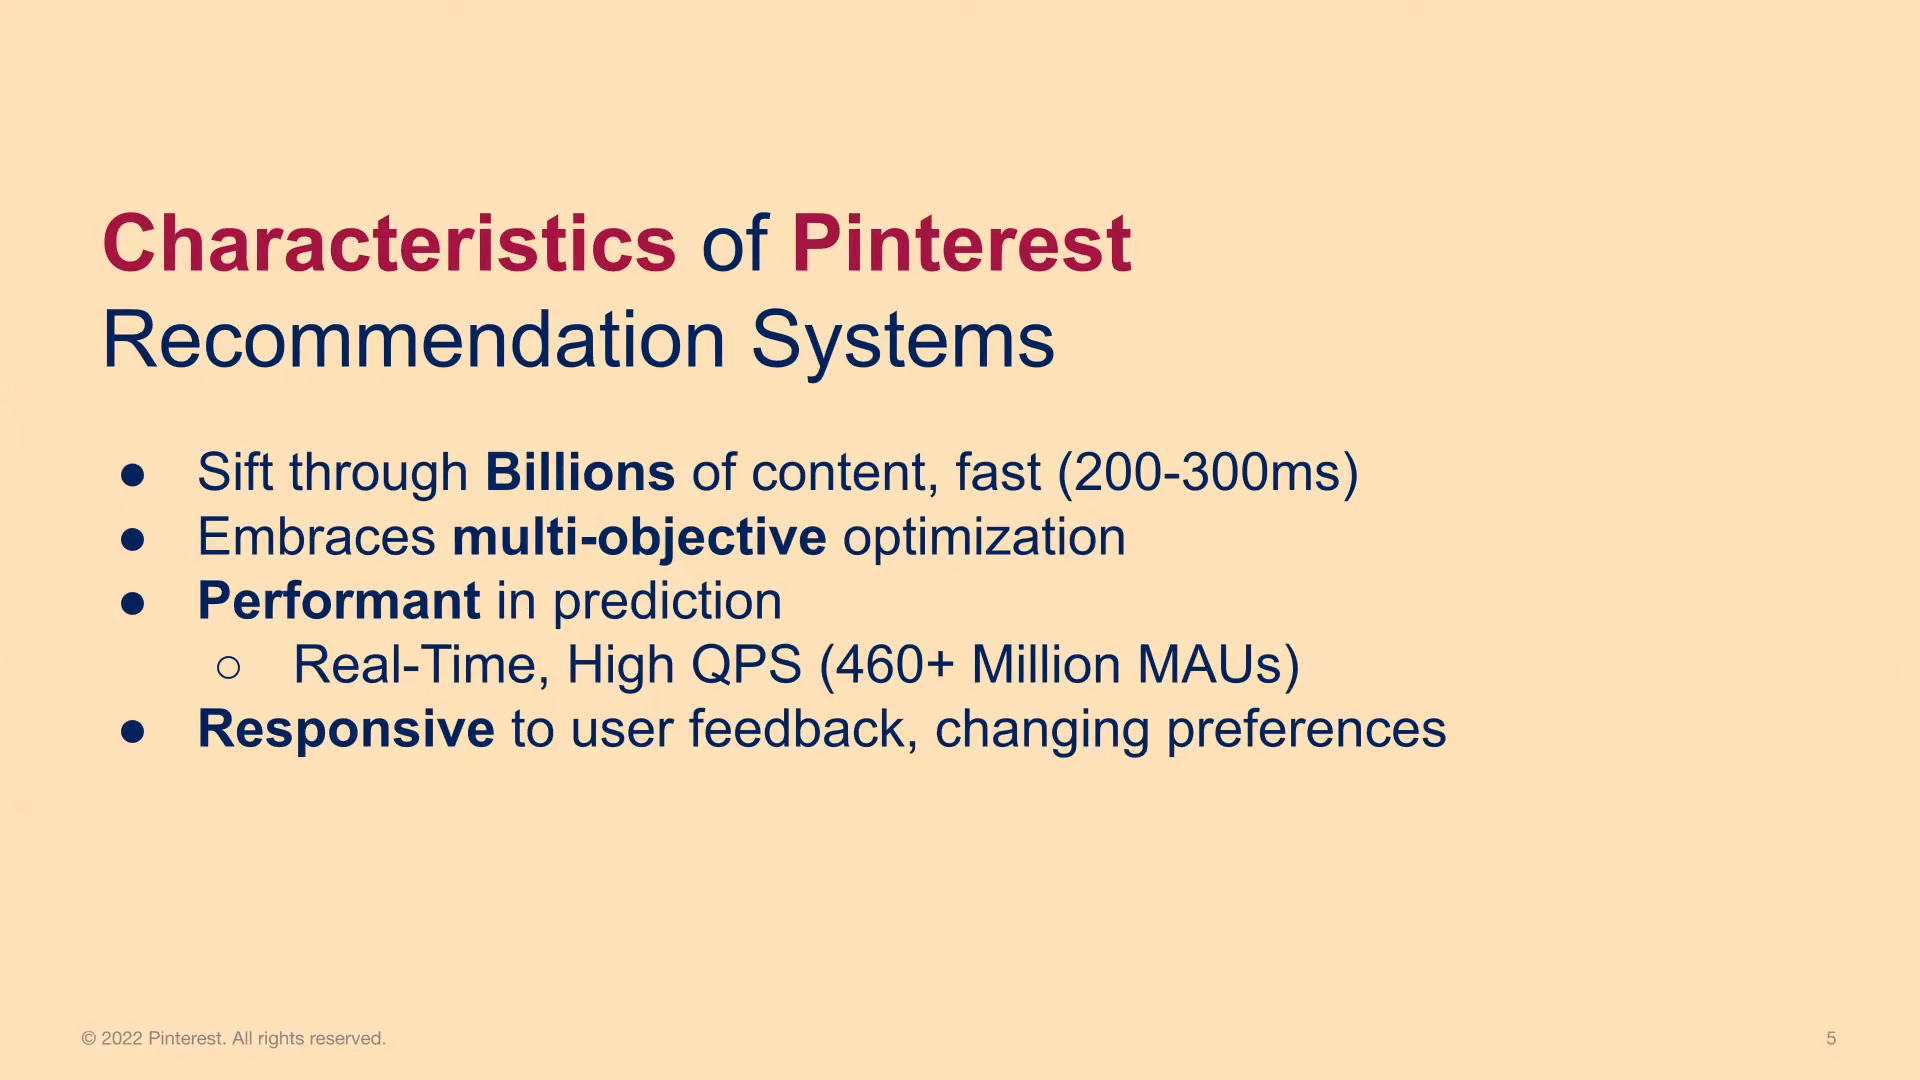 Characteristics of Pinterest
Recommendation Systems
● Sift through Billions of content, fast (200-300ms)
● Embraces multi-objective optimization
● Performant in prediction
○ Real-Time, High QPS (460+ Million MAUs)
● Responsive to user feedback, changing preferences
© 2022 Pinterest. All rights reserved.
5